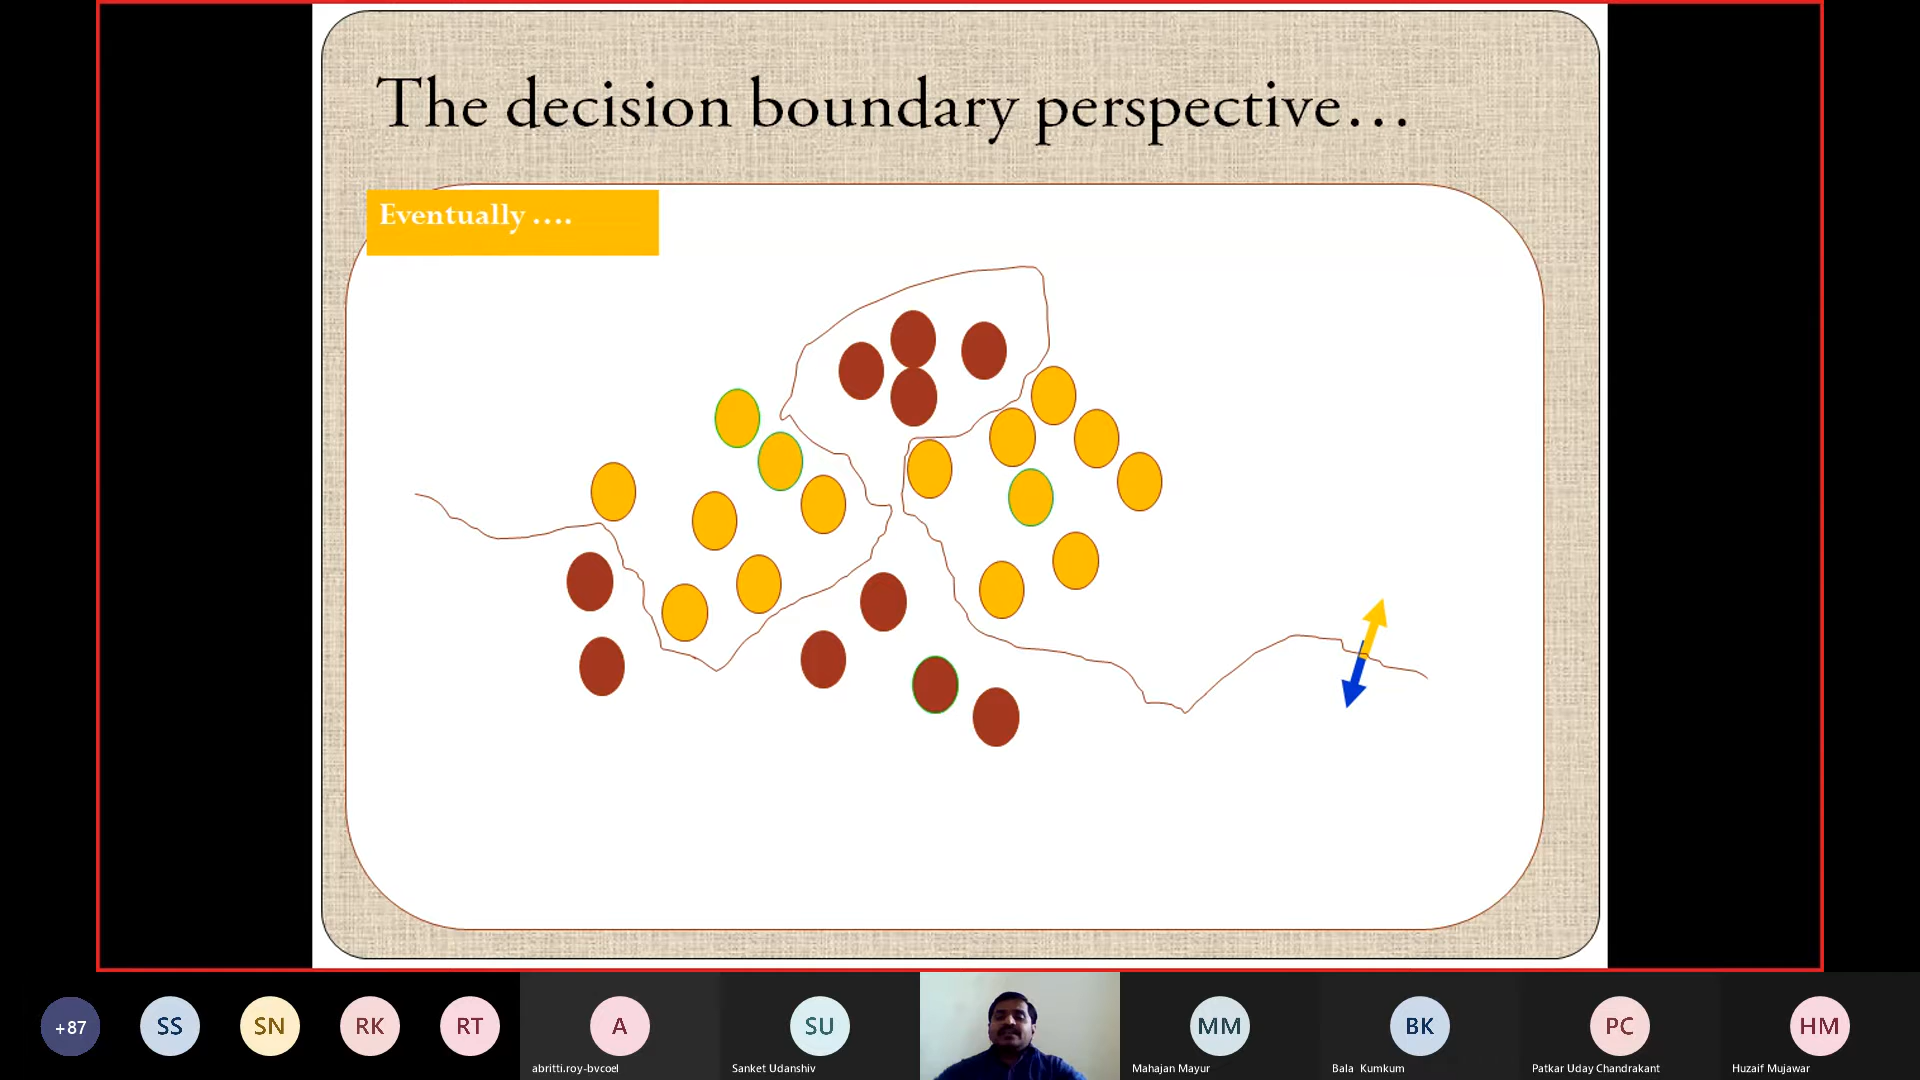 The decision boundary perspective…
Eventually ….
+87
SS
SN
RK
RT
A
SU
MM
BK
PC
HM
abritti.roy-bvcoel
Sanket Udanshiv
Mahajan Mayur
Bala Kumkum
Patkar Uday Chandrakant
Huzaif Mujawar